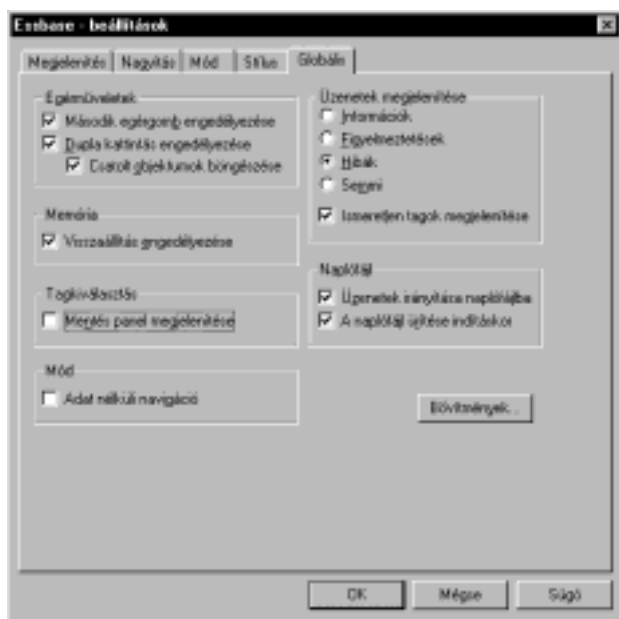 Essbase - beállítások
Megjelenítés
Nagyítás
Mód
Stílus
Globális
Egérműveletek
Második egérgomb engedélyezése
Dupla kattintás engedélyezése
Csatolt objektumok böngészése
Memória
Visszaállítás engedélyezése
Tagkiválasztás
Mentés panel megjelenítése
Mód
Adat nélküli navigáció
Üzenetek megjelenítése
Információk
Figyelmeztetések
Hibák
Semmi
Ismeretlen tagok megjelenítése
Naplófájl
Üzenetek irányítása naplófájlba
A naplófájl ürítése indításkor
Bővítmények...
OK
Mégse
Súgó